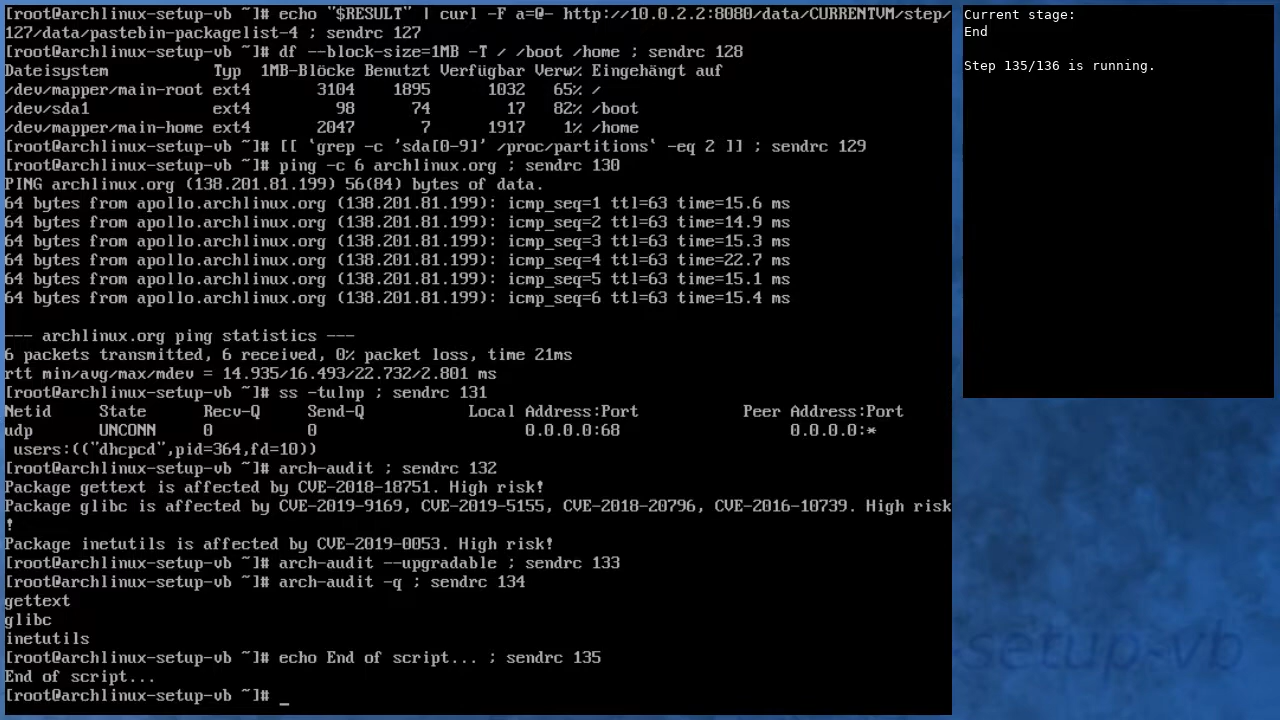 [root@archlinux-setup-vb ~]# echo "$RESULT" | curl -F a=@- http://10.0.2.2:8080/data/CURRENTVM/step/
127/data/pastebin-packagelist-4 ; sendrc 127
[root@archlinux-setup-vb ~]# df --block-size=1MB -T / /boot /home ; sendrc 128
Dateisystem           Typ  1MB-Blöcke Benutzt Verfügbar Verw% Eingehängt auf
/dev/mapper/main-root ext4       3104    1895      1032   65% /
/dev/sda1             ext4         98      74        17   82% /boot
/dev/mapper/main-home ext4       2047       7      1917    1% /home
[root@archlinux-setup-vb ~]# [[ `grep -c 'sda[0-9]' /proc/partitions` -eq 2 ]] ; sendrc 129
[root@archlinux-setup-vb ~]# ping -c 6 archlinux.org ; sendrc 130
PING archlinux.org (138.201.81.199) 56(84) bytes of data.
64 bytes from apollo.archlinux.org (138.201.81.199): icmp_seq=1 ttl=63 time=15.6 ms
64 bytes from apollo.archlinux.org (138.201.81.199): icmp_seq=2 ttl=63 time=14.9 ms
64 bytes from apollo.archlinux.org (138.201.81.199): icmp_seq=3 ttl=63 time=15.3 ms
64 bytes from apollo.archlinux.org (138.201.81.199): icmp_seq=4 ttl=63 time=22.7 ms
64 bytes from apollo.archlinux.org (138.201.81.199): icmp_seq=5 ttl=63 time=15.1 ms
64 bytes from apollo.archlinux.org (138.201.81.199): icmp_seq=6 ttl=63 time=15.4 ms
--- archlinux.org ping statistics ---
6 packets transmitted, 6 received, 0% packet loss, time 21ms
rtt min/avg/max/mdev = 14.935/16.493/22.732/2.801 ms
[root@archlinux-setup-vb ~]# ss -tulnp ; sendrc 131
Netid     State      Recv-Q     Send-Q           Local Address:Port           Peer Address:Port
udp       UNCONN     0          0                      0.0.0.0:68                  0.0.0.0:*
 users:(("dhcpcd",pid=364,fd=10))
[root@archlinux-setup-vb ~]# arch-audit ; sendrc 132
Package gettext is affected by CVE-2018-18751. High risk!
Package glibc is affected by CVE-2019-9169, CVE-2019-5155, CVE-2018-20796, CVE-2016-10739. High risk
!
Package inetutils is affected by CVE-2019-0053. High risk!
[root@archlinux-setup-vb ~]# arch-audit --upgradable ; sendrc 133
[root@archlinux-setup-vb ~]# arch-audit -q ; sendrc 134
gettext
glibc
inetutils
[root@archlinux-setup-vb ~]# echo End of script... ; sendrc 135
End of script...
[root@archlinux-setup-vb ~]# _
Current stage:
End
Step 135/136 is running.
setup-vb